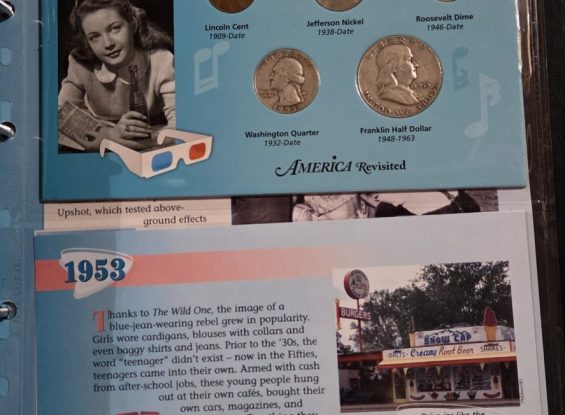 Lincoln Cent
1909-Date
Jefferson Nickel
1938-Date
Roosevelt Dime
1946-Date
LIBERTY
Washington Quarter
1932-Date
Franklin Half Dollar
1948-1963
AMERICA Revisited
Upshot, which tested above-
ground effects
1953
Thanks to The Wild One, the image of a
blue-jean-wearing rebel grew in popularity.
Girls wore cardigans, blouses with collars and
even baggy shirts and jeans. Prior to the '30s, the
word "teenager" didn't exist – now in the Fifties,
teenagers came into their own. Armed with cash
from after-school jobs, these young people hung
out at their own cafés, bought their
own cars, magazines, and
BURGERS
SNOW CAP
MALTS - Creamy Root Beer SHAKES